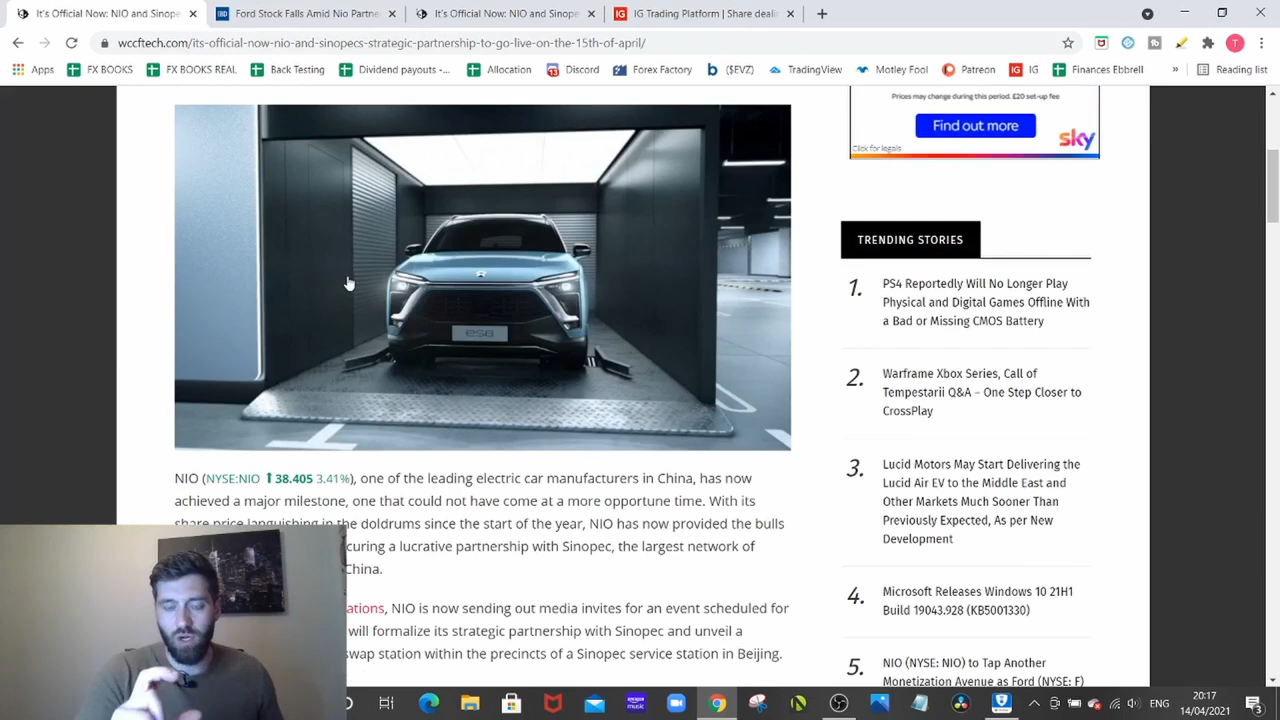 It's Official Now: NIO and Sinope
Ford Stock Falls Amid Nio Partner
It's Official Now: NIO and Sinope
IG Trading Platform | Share deali
wccftech.com/its-official-now-nio-and-sinopecs-strategic-partnership-to-go-live-on-the-15th-of-april/
Apps
FX BOOKS
FX BOOKS REAL
Back Testing
Dividend payouts -...
Allocation
Discord
Forex Factory
($EVZ)
TradingView
Motley Fool
Patreon
IG
Finances Ebbrell
»
Reading list
Prices may change during this period. £20 set-up fee
Find out more
sky
Click for legals
es8
TRENDING STORIES
1.
PS4 Reportedly Will No Longer Play
Physical and Digital Games Offline With
a Bad or Missing CMOS Battery
2.
Warframe Xbox Series, Call of
Tempestarii Q&A – One Step Closer to
CrossPlay
3.
Lucid Motors May Start Delivering the
Lucid Air EV to the Middle East and
Other Markets Much Sooner Than
Previously Expected, As per New
Development
4.
Microsoft Releases Windows 10 21H1
Build 19043.928 (KB5001330)
5.
NIO (NYSE: NIO) to Tap Another
Monetization Avenue as Ford (NYSE: F)
NIO (NYSE:NIO 38.405 3.41%), one of the leading electric car manufacturers in China, has now
achieved a major milestone, one that could not have come at a more opportune time. With its
share price languishing in the doldrums since the start of the year, NIO has now provided the bulls
curing a lucrative partnership with Sinopec, the largest network of
China.
ations, NIO is now sending out media invites for an event scheduled for
will formalize its strategic partnership with Sinopec and unveil a
swap station within the precincts of a Sinopec service station in Beijing.
ENG
20:17
14/04/2021